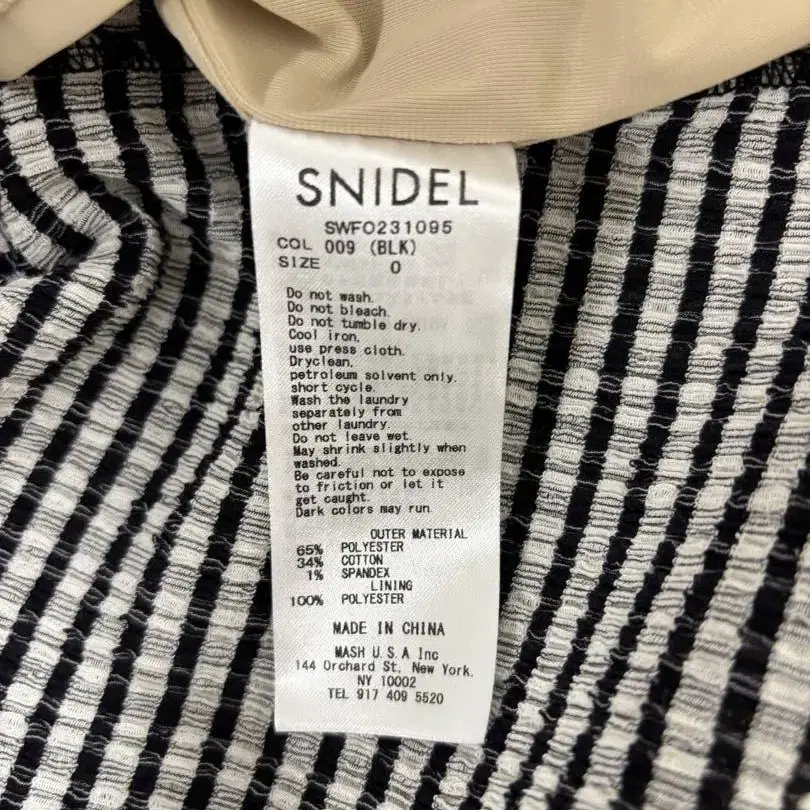 SNIDEL
SWFO231095
COL 009 (BLK)
SIZE 0
Do not wash.
Do not bleach.
Do not tumble dry.
Cool iron,
use press cloth.
Dryclean,
petroleum solvent only.
short cycle.
Wash the laundry
separately from
other laundry.
Do not leave wet.
May shrink slightly when
washed.
Be careful not to expose
to friction or let it
get caught.
Dark colors may run.
OUTER MATERIAL
65% POLYESTER
34% COTTON
1% SPANDEX
LINING
100% POLYESTER
MADE IN CHINA
MASH U.S.A Inc
144 Orchard St, New York.
NY 10002
TEL 917 409 5520